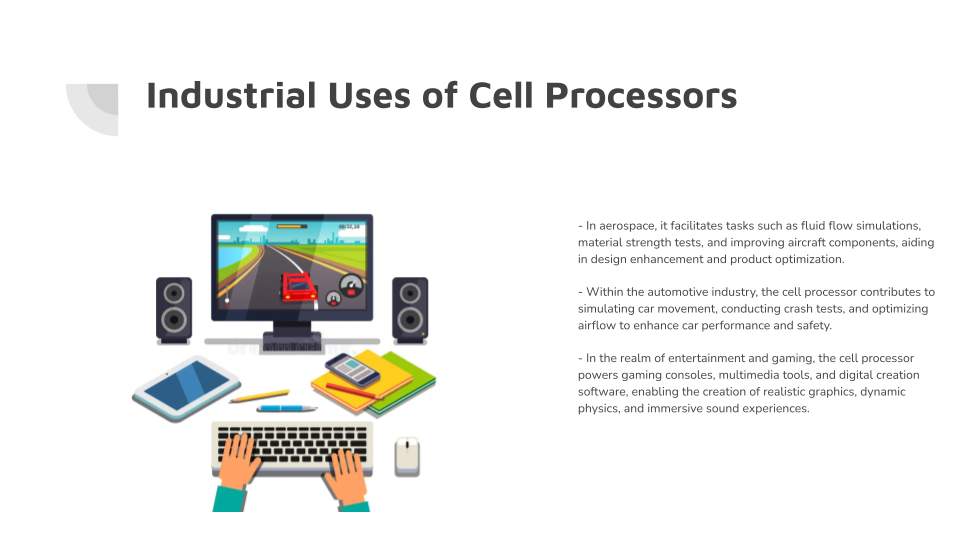 Industrial Uses of Cell Processors
- In aerospace, it facilitates tasks such as fluid flow simulations,
material strength tests, and improving aircraft components, aiding
in design enhancement and product optimization.
- Within the automotive industry, the cell processor contributes to
simulating car movement, conducting crash tests, and optimizing
airflow to enhance car performance and safety.
- In the realm of entertainment and gaming, the cell processor
powers gaming consoles, multimedia tools, and digital creation
software, enabling the creation of realistic graphics, dynamic
physics, and immersive sound experiences.